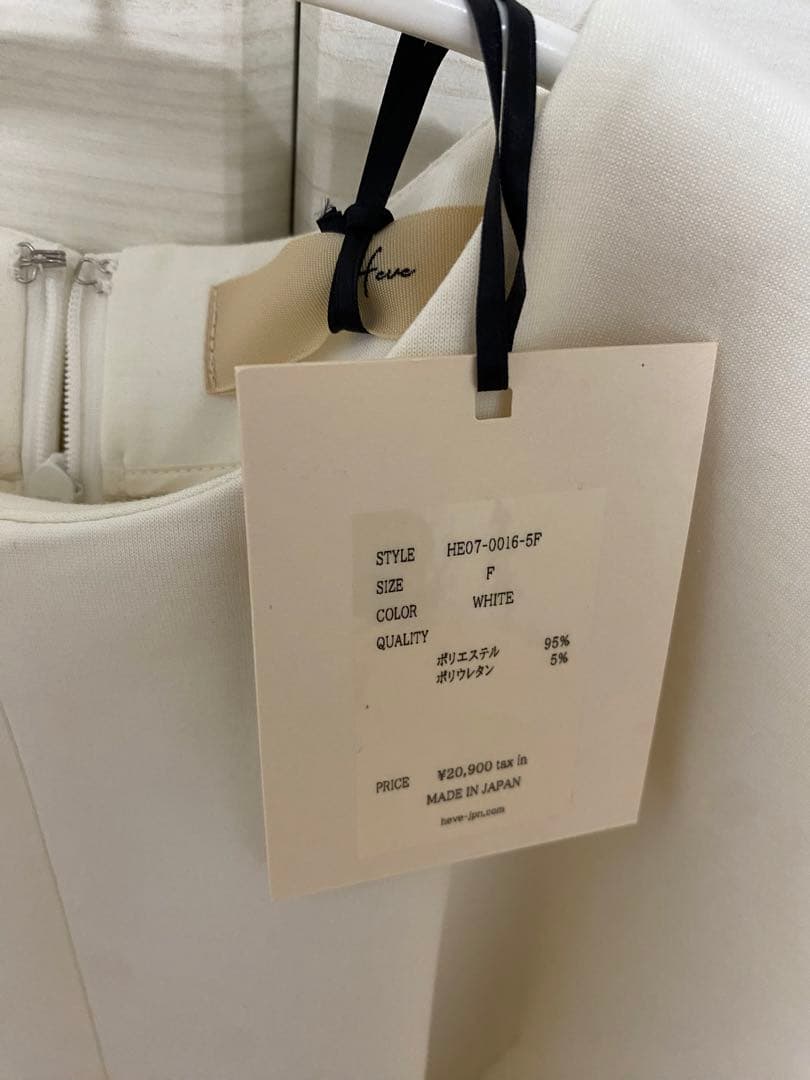 Heve
STYLE HE07-0016-5F
SIZE F
COLOR WHITE
QUALITY
ポリエステル 95%
ポリウレタン 5%
PRICE ¥20,900 tax in
MADE IN JAPAN
heve-jpn.com